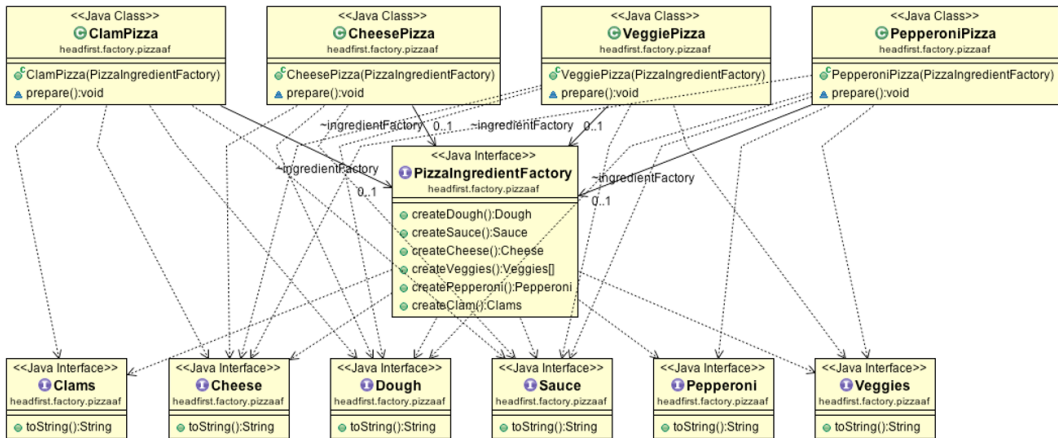 <<Java Class>>
ClamPizza
headfirst.factory.pizzaaf
ClamPizza(PizzaIngredientFactory)
prepare():void
<<Java Class>>
CheesePizza
headfirst.factory.pizzaaf
CheesePizza(PizzaIngredientFactory)
prepare():void
<<Java Class>>
VeggiePizza
headfirst.factory.pizzaaf
VeggiePizza(PizzaIngredientFactory)
prepare():void
<<Java Class>>
PepperoniPizza
headfirst.factory.pizzaaf
PepperoniPizza(PizzaIngredientFactory)
prepare():void
~ingredientFactory
0..1
~ingredientFactory
0..1
~ingredientFactory
0..1
~ingredientFactory
0..1
<<Java Interface>>
PizzaIngredientFactory
headfirst.factory.pizzaaf
createDough():Dough
createSauce():Sauce
createCheese():Cheese
createVeggies():Veggies[]
createPepperoni():Pepperoni
createClam():Clams
<<Java Interface>>
Clams
headfirst.factory.pizzaaf
toString():String
<<Java Interface>>
Cheese
headfirst.factory.pizzaaf
toString():String
<<Java Interface>>
Dough
headfirst.factory.pizzaaf
toString():String
<<Java Interface>>
Sauce
headfirst.factory.pizzaaf
toString():String
<<Java Interface>>
Pepperoni
headfirst.factory.pizzaaf
toString():String
<<Java Interface>>
Veggies
headfirst.factory.pizzaaf
toString():String